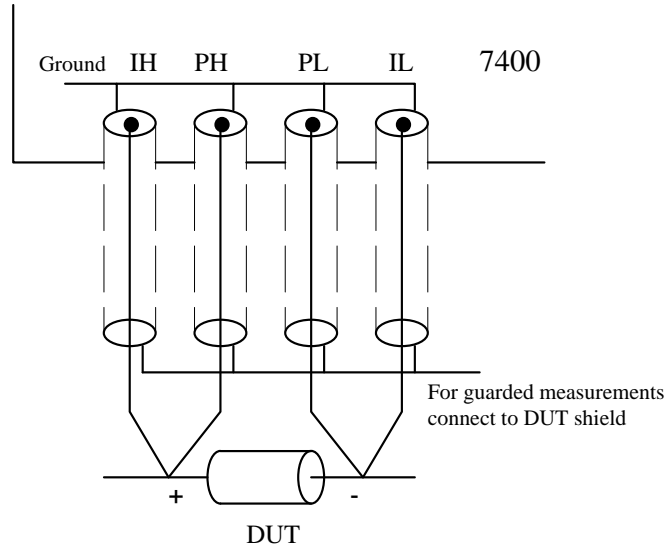 Ground IH PH PL IL 7400
For guarded measurements
connect to DUT shield
+ -
DUT